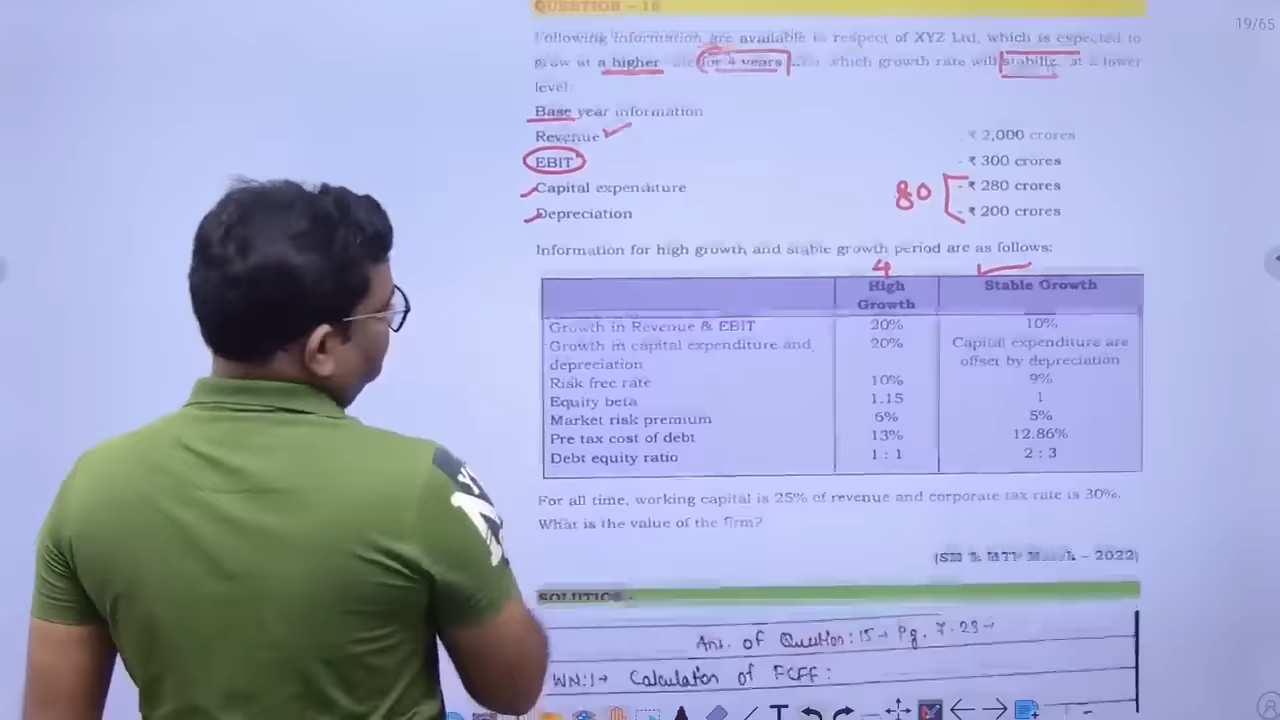 QUESTION - 16
19/65
Following information are available in respect of XYZ Ltd. which is expected to
grow at a higher for 4 years which growth rate will stabiliz at a lower
level:
Base year information
Revenue ₹ 2,000 crores
EBIT - ₹ 300 crores
Capital expenditure 80 - ₹ 280 crores
Depreciation - ₹ 200 crores
Information for high growth and stable growth period are as follows:
4
High Growth Stable Growth
Growth in Revenue & EBIT 20% 10%
Growth in capital expenditure and depreciation 20% Capital expenditure are offset by depreciation
Risk free rate 10% 9%
Equity beta 1.15 1
Market risk premium 6% 5%
Pre tax cost of debt 13% 12.86%
Debt equity ratio 1 : 1 2 : 3
For all time, working capital is 25% of revenue and corporate tax rate is 30%.
What is the value of the firm?
– 2022)
SOLUTION -
Ans. of Question: 15 → Pg. 7.23 →
WN:1→ Calculation of FCFF: